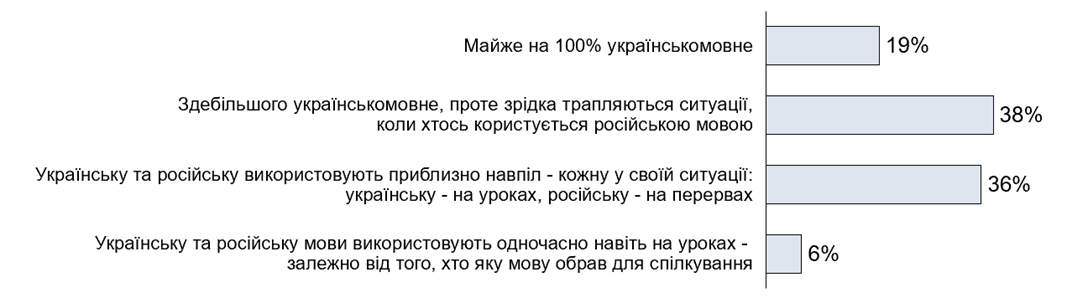 Майже на 100% українськомовне
19%
Здебільшого українськомовне, проте зрідка трапляються ситуації,
коли хтось користується російською мовою
38%
Українську та російську використовують приблизно навпіл - кожну у своїй ситуації:
українську - на уроках, російську - на перервах
36%
Українську та російську мови використовують одночасно навіть на уроках -
залежно від того, хто яку мову обрав для спілкування
6%